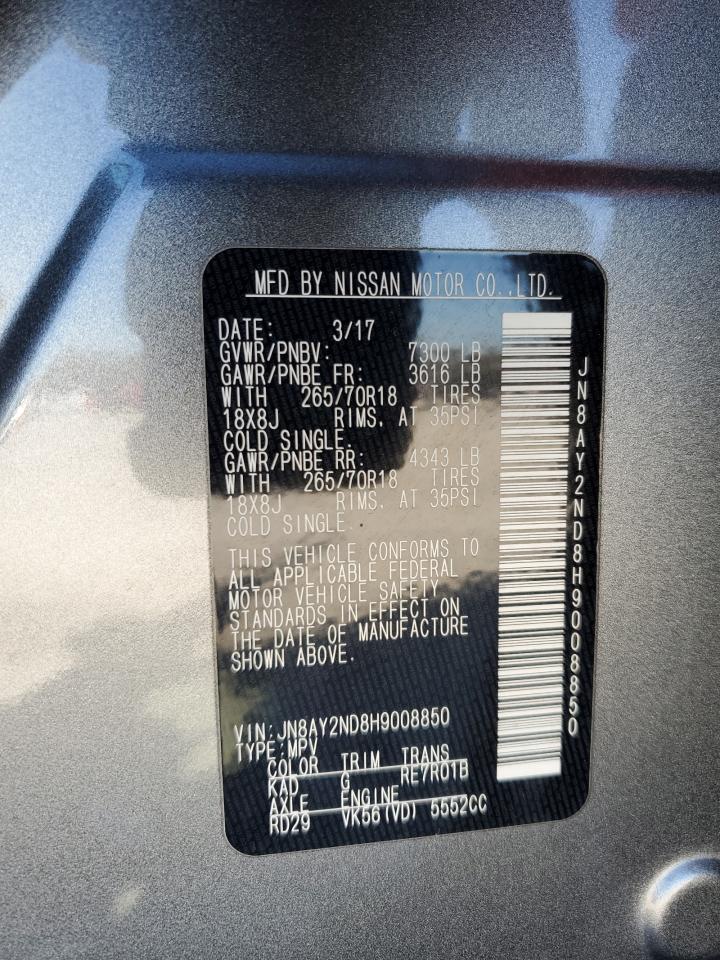 MFD BY NISSAN MOTOR CO.,LTD.
DATE: 3/17
GVWR/PNBV: 7300 LB
GAWR/PNBE FR: 3616 LB
WITH 265/70R18 TIRES
18X8J RIMS, AT 35PSI
COLD SINGLE.
GAWR/PNBE RR: 4343 LB
WITH 265/70R18 TIRES
18X8J RIMS, AT 35PSI
COLD SINGLE.
THIS VEHICLE CONFORMS TO
ALL APPLICABLE FEDERAL
MOTOR VEHICLE SAFETY
STANDARDS IN EFFECT ON
THE DATE OF MANUFACTURE
SHOWN ABOVE.
VIN:JN8AY2ND8H9008850
TYPE:MPV
COLOR TRIM TRANS
KAD G RE7R01B
AXLE ENGINE
RD29 VK56(VD) 5552CC
JN8AY2ND8H9008850